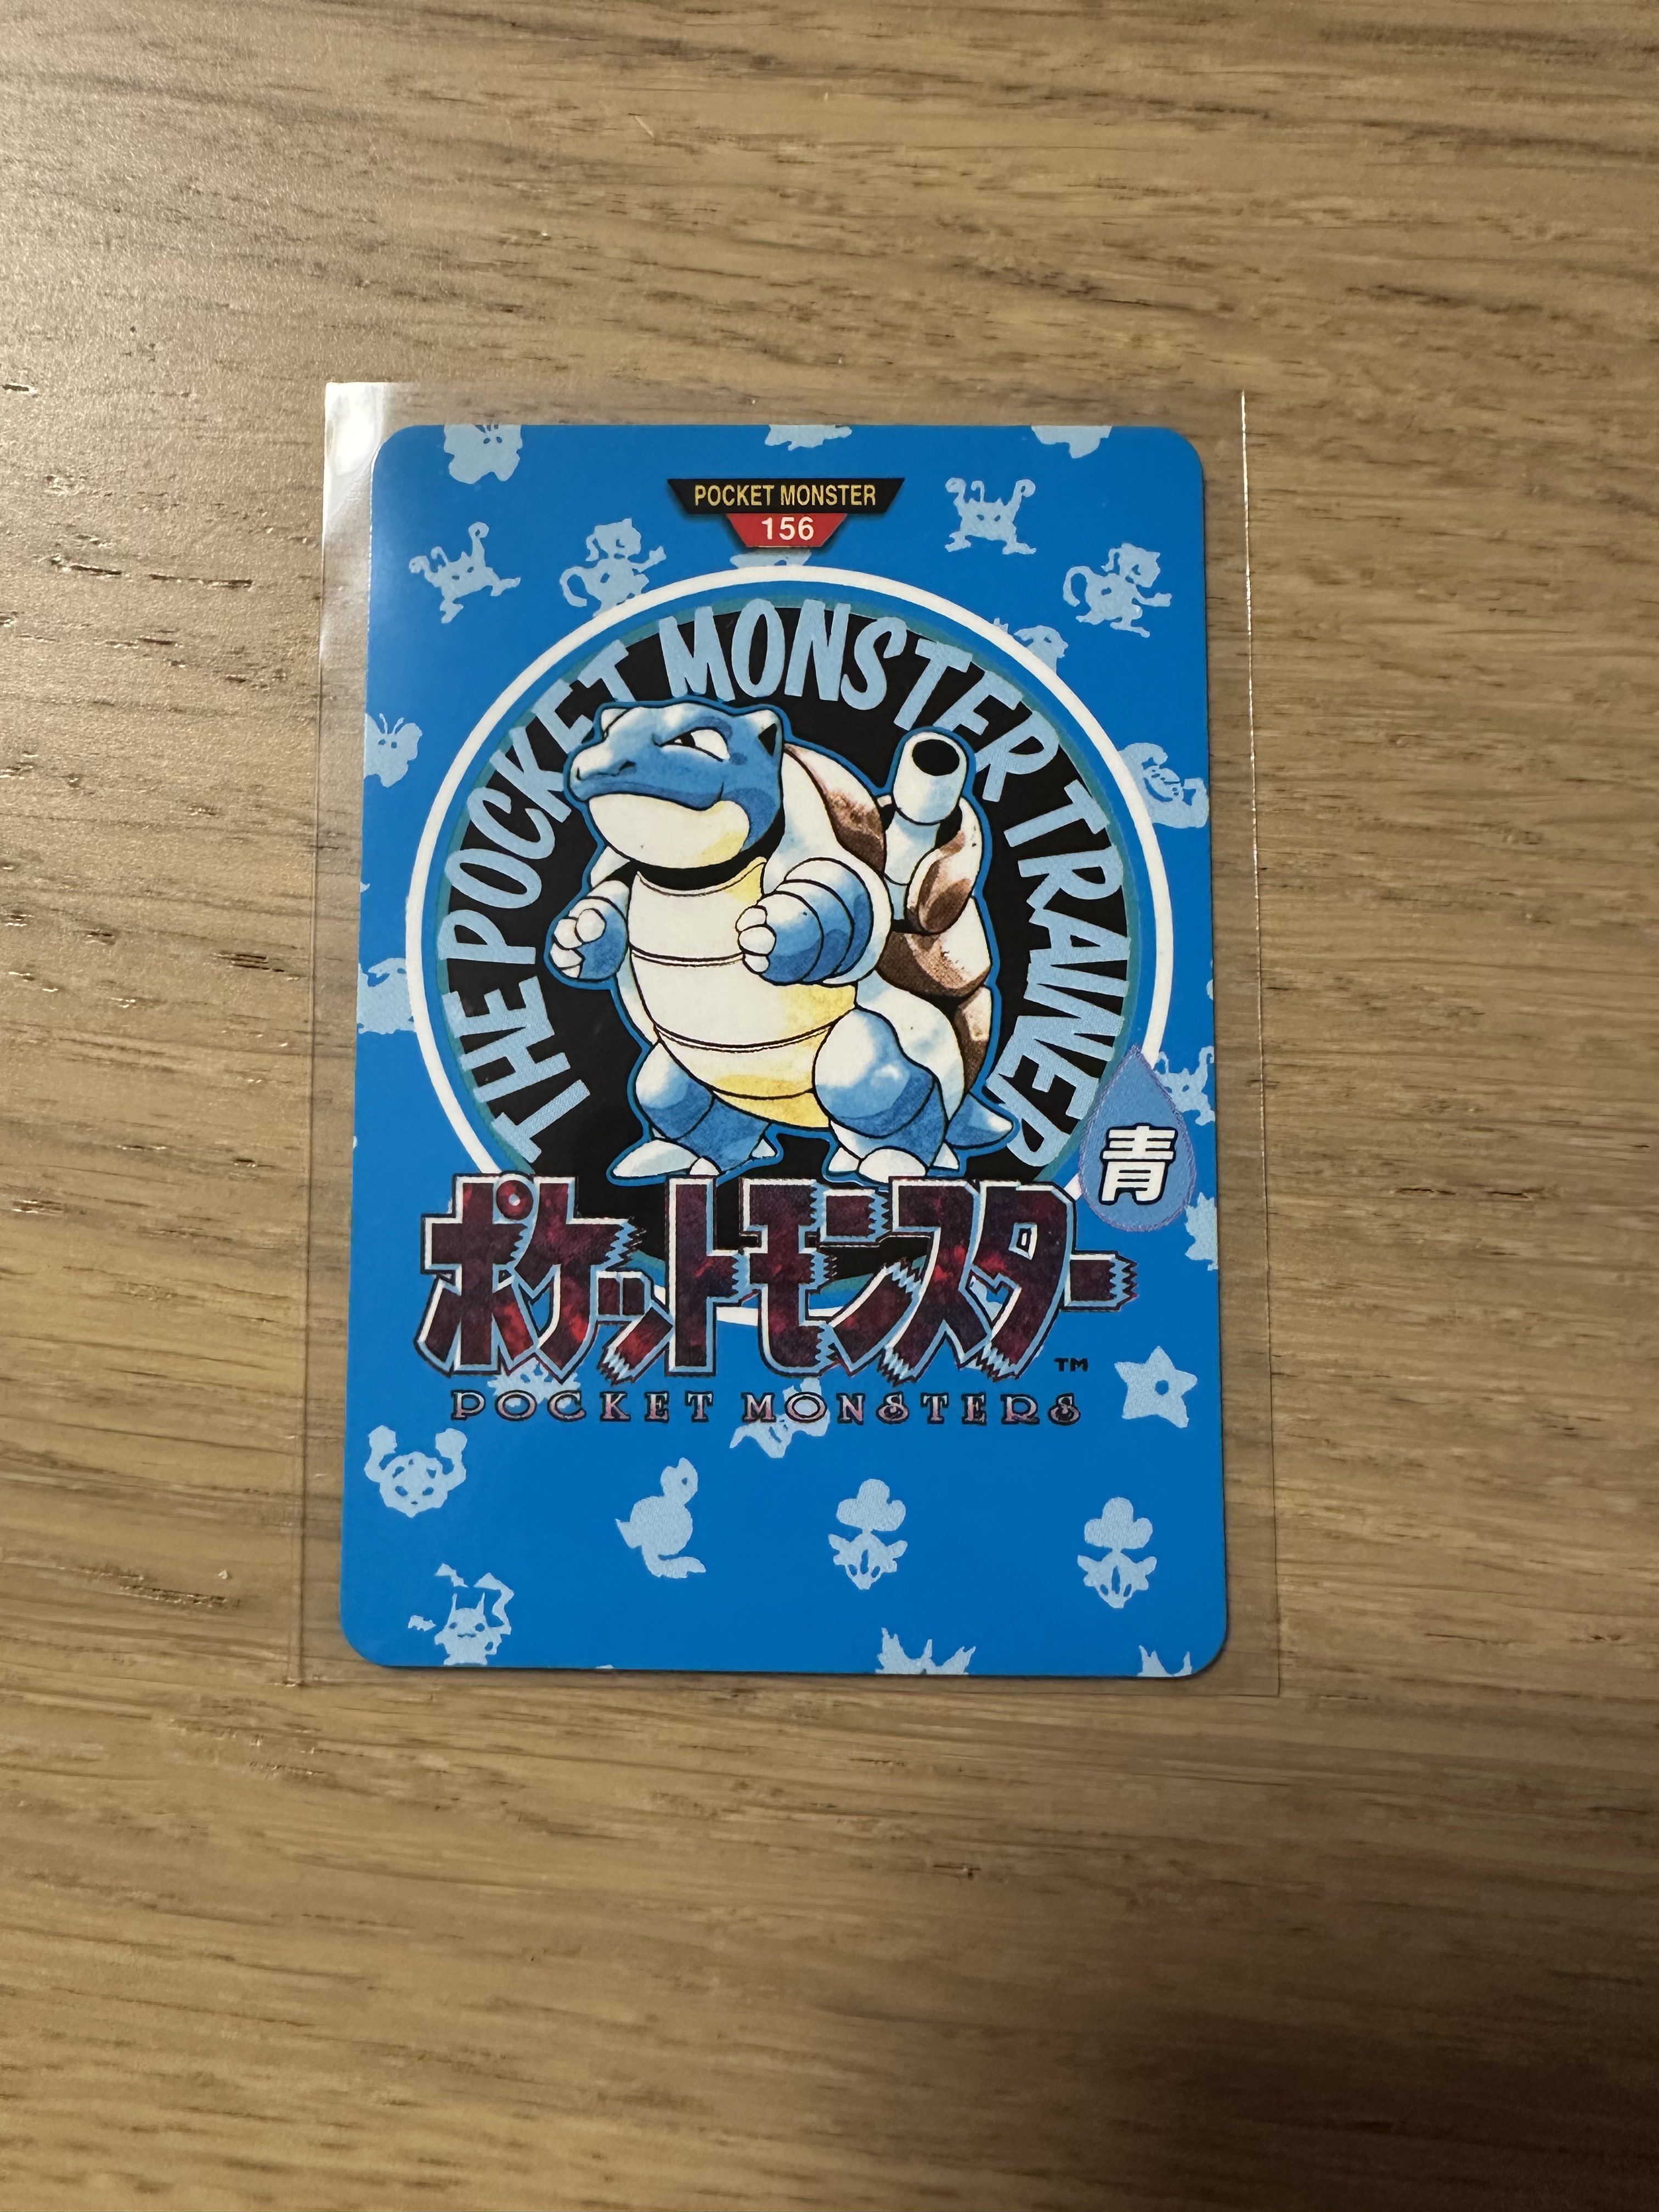 POCKET MONSTER
156
THE POCKET MONSTER TRAINER
青
ポケットモンスター
TM
POCKET MONSTERS